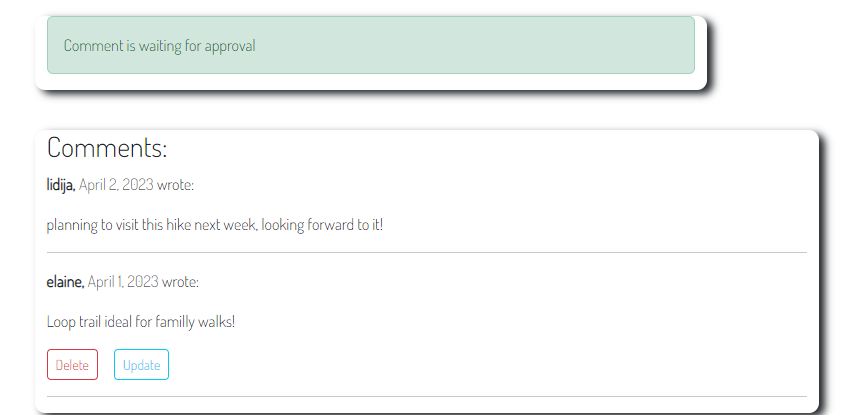 Comment is waiting for approval
Comments:
lidija, April 2, 2023 wrote:
planning to visit this hike next week, looking forward to it!
elaine, April 1, 2023 wrote:
Loop trail ideal for familly walks!
Delete Update